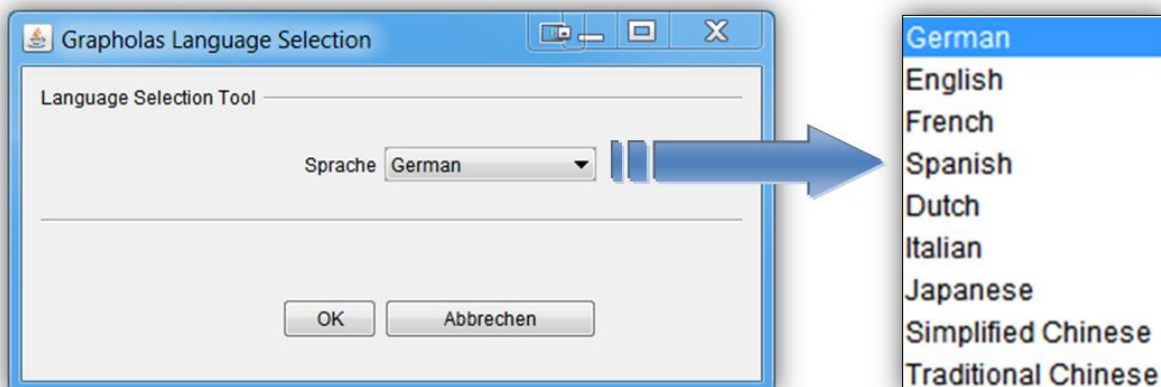 Grapholas Language Selection
Language Selection Tool
Sprache German
OK Abbrechen
German
English
French
Spanish
Dutch
Italian
Japanese
Simplified Chinese
Traditional Chinese